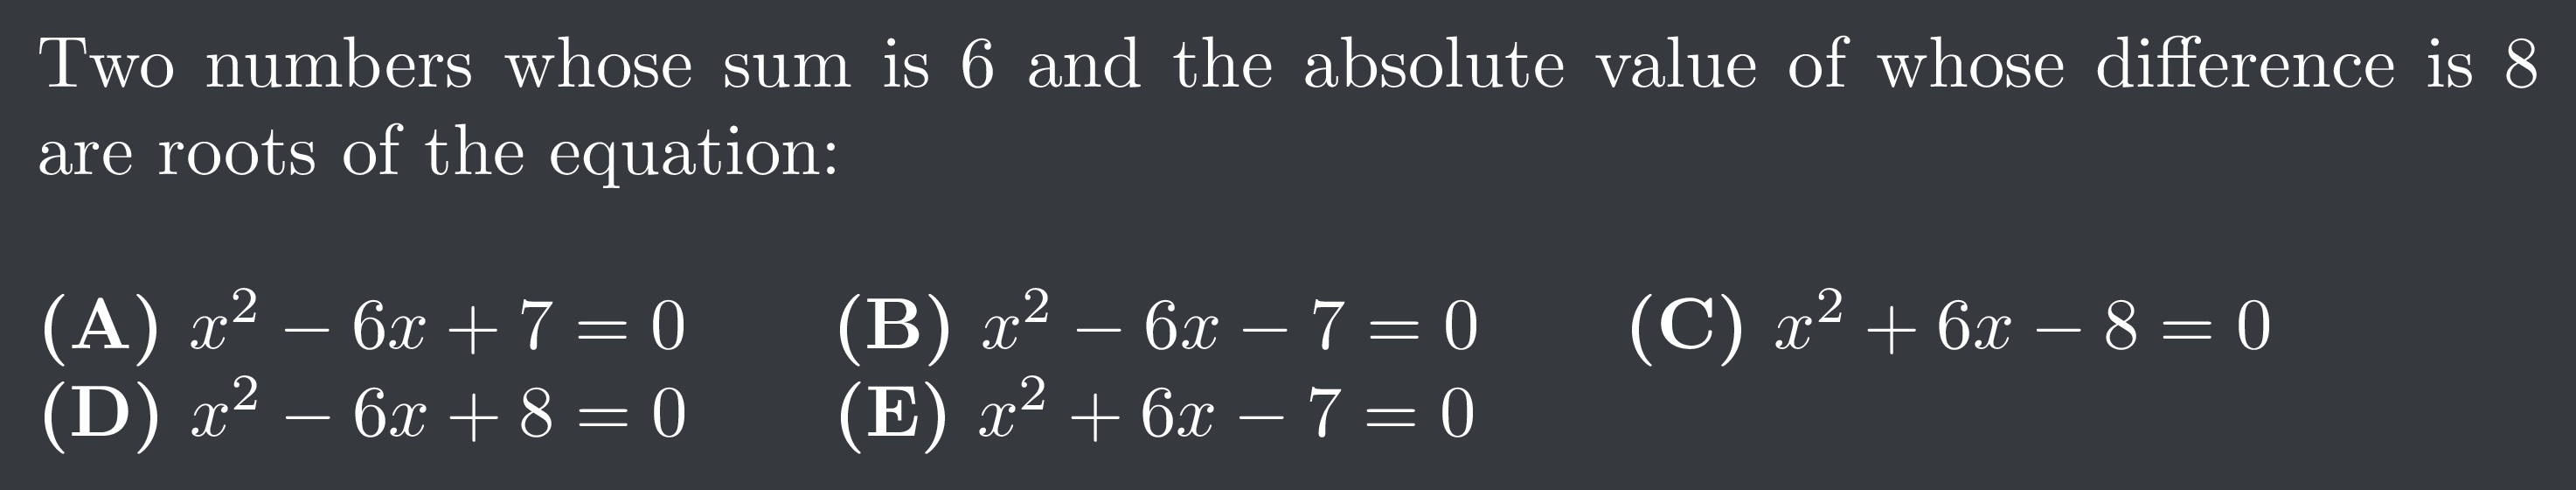 Two numbers whose sum is 6 and the absolute value of whose difference is 8
are roots of the equation:
(A) x² − 6x + 7 = 0 (B) x² − 6x − 7 = 0 (C) x² + 6x − 8 = 0
(D) x² − 6x + 8 = 0 (E) x² + 6x − 7 = 0